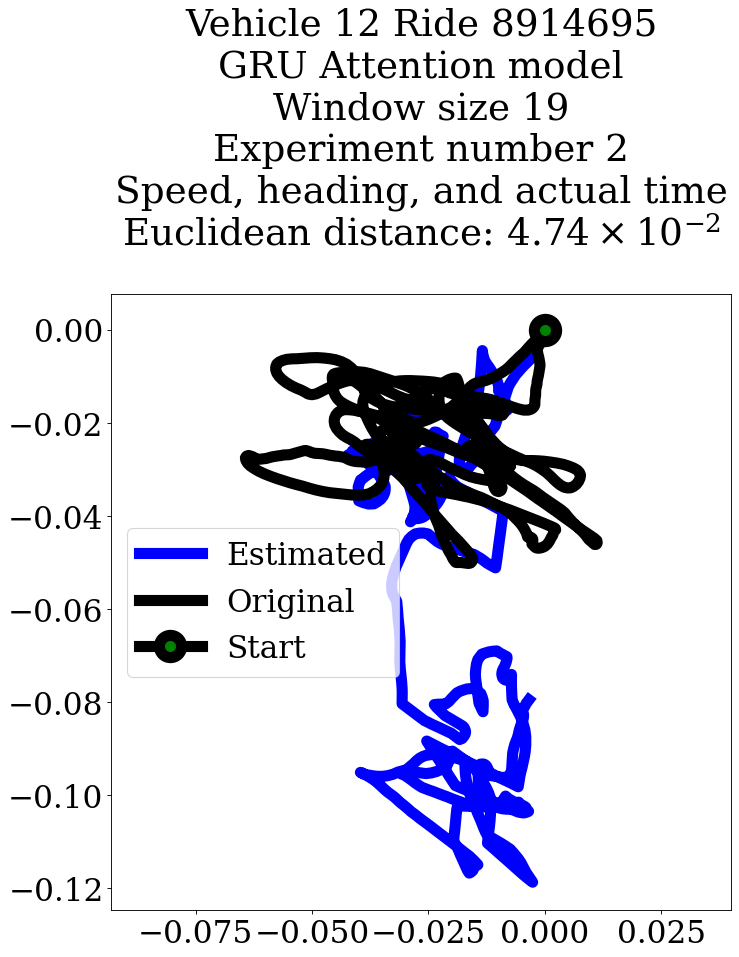 Vehicle 12 Ride 8914695
GRU Attention model
Window size 19
Experiment number 2
Speed, heading, and actual time
Euclidean distance: 4.74 × 10⁻²
0.00
−0.02
−0.04
−0.06
−0.08
−0.10
−0.12
Estimated
Original
Start
−0.075 −0.050 −0.025 0.000 0.025